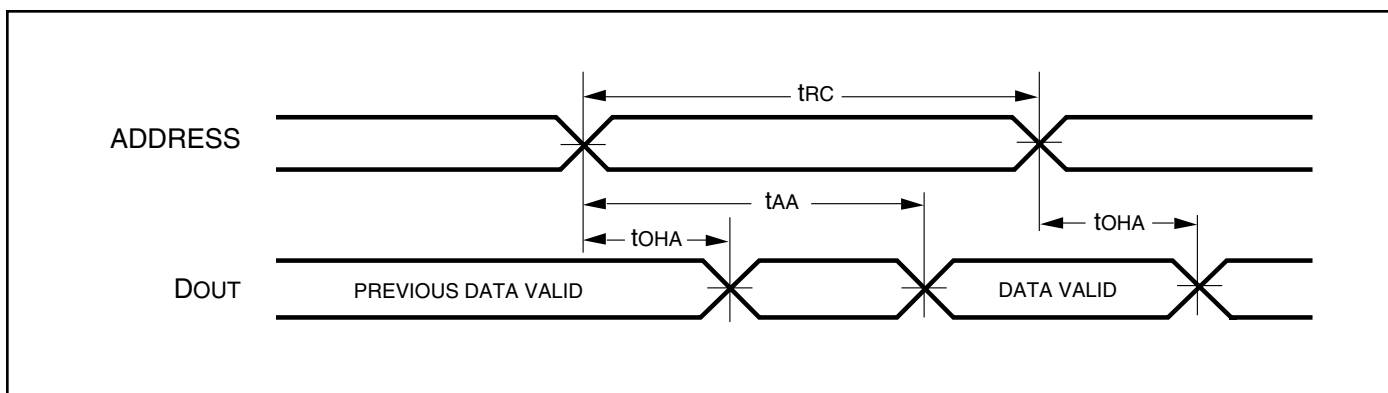 tRC
ADDRESS
tAA
tOHA
tOHA
DOUT
PREVIOUS DATA VALID
DATA VALID